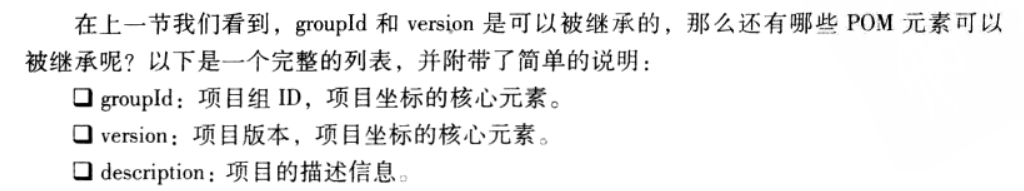 在上一节我们看到，groupId 和 version 是可以被继承的，那么还有哪些 POM 元素可以
被继承呢？以下是一个完整的列表，并附带了简单的说明：
❑ groupId：项目组 ID，项目坐标的核心元素。
❑ version：项目版本，项目坐标的核心元素。
❑ description：项目的描述信息。